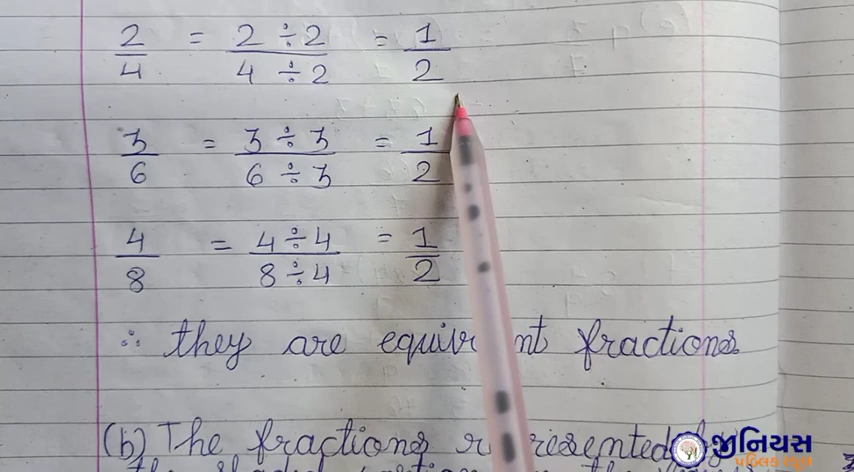 2/4 = 2 ÷ 2 / 4 ÷ 2 = 1/2
3/6 = 3 ÷ 3 / 6 ÷ 3 = 1/2
4/8 = 4 ÷ 4 / 8 ÷ 4 = 1/2
∴ they are fractions
(b) The fractions
જીનિયસ
પબ્લિક સ્કૂલ